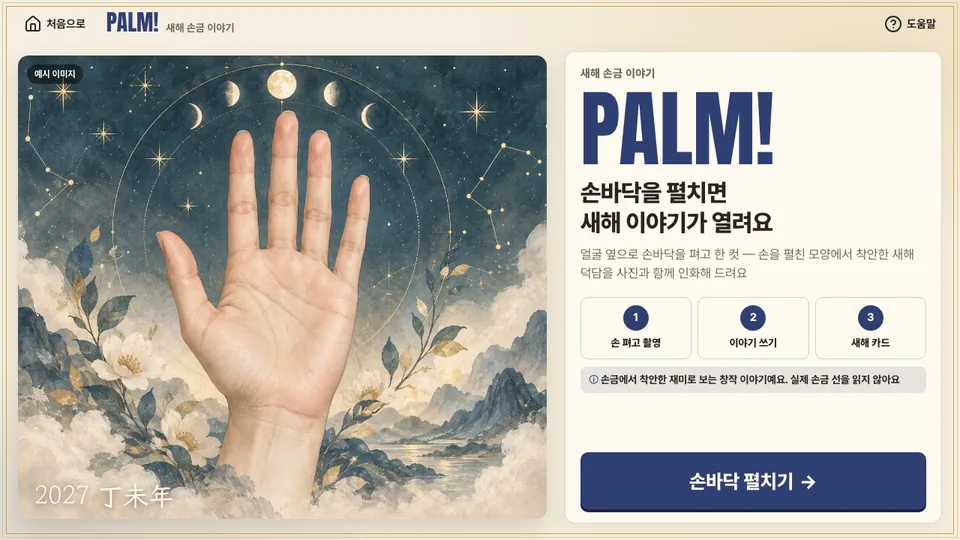 처음으로
PALM! 새해 손금 이야기
도움말
예시 이미지
2027 丁未年
새해 손금 이야기
PALM!
손바닥을 펼치면
새해 이야기가 열려요
얼굴 옆으로 손바닥을 펴고 한 컷 — 손을 펼친 모양에서 착안한 새해
덕담을 사진과 함께 인화해 드려요
1
손 펴고 촬영
2
이야기 쓰기
3
새해 카드
손금에서 착안한 재미로 보는 창작 이야기예요. 실제 손금 선을 읽지 않아요
손바닥 펼치기 →